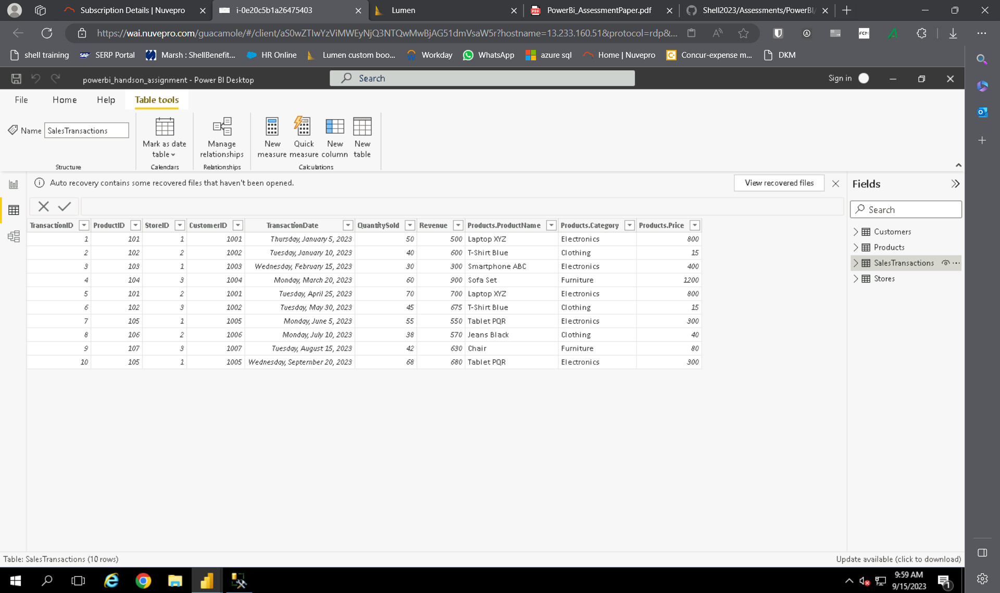 Subscription Details | Nuvepro
i-0e20c5b1a26475403
Lumen
PowerBi_AssessmentPaper.pdf
Shell2023/Assessments/PowerBI/
https://wai.nuvepro.com/guacamole/#/client/aS0wZTIwYzViMWEyNjQ3NTQwMwBjAG51dmVsaW5r?hostname=13.233.160.51&protocol=rdp&...
shell training
SERP Portal
Marsh : ShellBenefit...
HR Online
Lumen custom boo...
Workday
WhatsApp
azure sql
Home | Nuvepro
Concur-expense m...
DKM
powerbi_handson_assignment - Power BI Desktop
Search
Sign in
File Home Help Table tools
Name SalesTransactions
Mark as date table
Manage relationships
New measure
Quick measure
New column
New table
Structure Calendars Relationships Calculations
Auto recovery contains some recovered files that haven't been opened.
View recovered files
TransactionID ProductID StoreID CustomerID TransactionDate QuantitySold Revenue Products.ProductName Products.Category Products.Price
1 101 1 1001 Thursday, January 5, 2023 50 500 Laptop XYZ Electronics 800
2 102 2 1002 Tuesday, January 10, 2023 40 600 T-Shirt Blue Clothing 15
3 103 1 1003 Wednesday, February 15, 2023 30 300 Smartphone ABC Electronics 400
4 104 3 1004 Monday, March 20, 2023 60 900 Sofa Set Furniture 1200
5 101 2 1001 Tuesday, April 25, 2023 70 700 Laptop XYZ Electronics 800
6 102 3 1002 Tuesday, May 30, 2023 45 675 T-Shirt Blue Clothing 15
7 105 1 1005 Monday, June 5, 2023 55 550 Tablet PQR Electronics 300
8 106 2 1006 Monday, July 10, 2023 38 570 Jeans Black Clothing 40
9 107 3 1007 Tuesday, August 15, 2023 42 630 Chair Furniture 80
10 105 1 1005 Wednesday, September 20, 2023 68 680 Tablet PQR Electronics 300
Fields
Search
Customers
Products
SalesTransactions
Stores
Table: SalesTransactions (10 rows)
Update available (click to download)
9:59 AM
9/15/2023
1